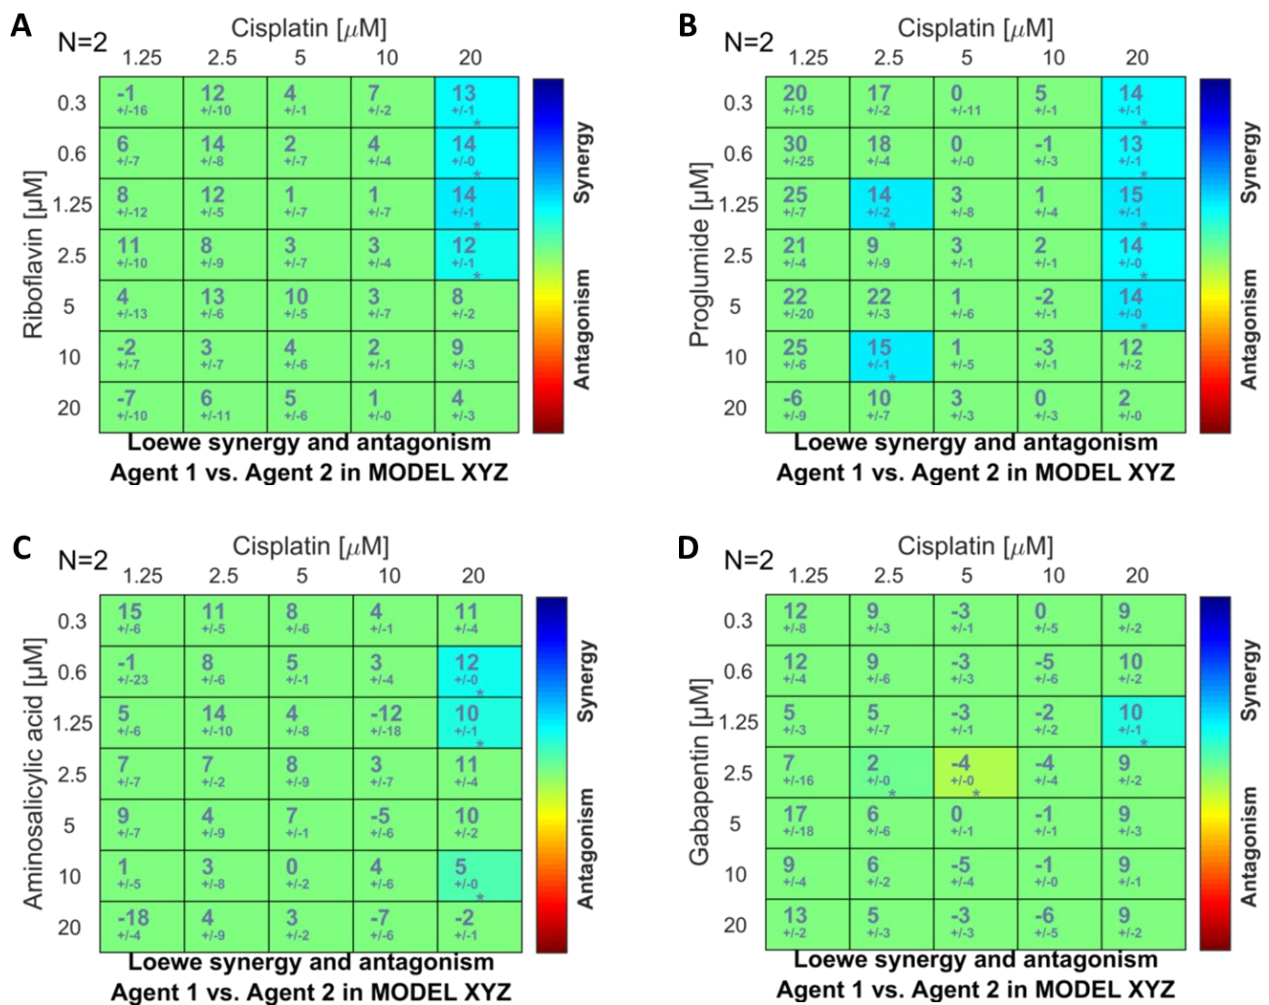 A
Cisplatin [μM]
N=2
1.25 2.5 5 10 20
Riboflavin [μM]
0.3 -1 12 4 7 13
+/-16 +/-10 +/-1 +/-2 +/-1 *
0.6 6 14 2 4 14
+/-7 +/-8 +/-7 +/-4 +/-0 *
1.25 8 12 1 1 14
+/-12 +/-5 +/-7 +/-7 +/-1 *
2.5 11 8 3 3 12
+/-10 +/-9 +/-7 +/-4 +/-1 *
5 4 13 10 3 8
+/-13 +/-6 +/-5 +/-7 +/-2
10 -2 3 4 2 9
+/-7 +/-7 +/-6 +/-1 +/-3
20 -7 6 5 1 4
+/-10 +/-11 +/-6 +/-0 +/-3
Synergy
Antagonism
Loewe synergy and antagonism
Agent 1 vs. Agent 2 in MODEL XYZ
B
Cisplatin [μM]
N=2
1.25 2.5 5 10 20
Proglumide [μM]
0.3 20 17 0 5 14
+/-15 +/-2 +/-11 +/-1 +/-1 *
0.6 30 18 0 -1 13
+/-25 +/-4 +/-0 +/-3 +/-1 *
1.25 25 14 3 1 15
+/-7 +/-2 * +/-8 +/-4 +/-1 *
2.5 21 9 3 2 14
+/-4 +/-9 +/-1 +/-1 +/-0 *
5 22 22 1 -2 14
+/-20 +/-3 +/-6 +/-1 +/-0 *
10 25 15 1 -3 12
+/-6 +/-1 * +/-5 +/-1 +/-2
20 -6 10 3 0 2
+/-9 +/-7 +/-3 +/-3 +/-0
Synergy
Antagonism
Loewe synergy and antagonism
Agent 1 vs. Agent 2 in MODEL XYZ
C
Cisplatin [μM]
N=2
1.25 2.5 5 10 20
Aminosalicylic acid [μM]
0.3 15 11 8 4 11
+/-6 +/-5 +/-6 +/-1 +/-4
0.6 -1 8 5 3 12
+/-23 +/-6 +/-1 +/-4 +/-0 *
1.25 5 14 4 -12 10
+/-6 +/-10 +/-8 +/-18 +/-1 *
2.5 7 7 8 3 11
+/-7 +/-2 +/-9 +/-7 +/-4
5 9 4 7 -5 10
+/-7 +/-9 +/-1 +/-6 +/-2
10 1 3 0 4 5
+/-5 +/-8 +/-2 +/-6 +/-0 *
20 -18 4 3 -7 -2
+/-4 +/-9 +/-2 +/-6 +/-1
Synergy
Antagonism
Loewe synergy and antagonism
Agent 1 vs. Agent 2 in MODEL XYZ
D
Cisplatin [μM]
N=2
1.25 2.5 5 10 20
Gabapentin [μM]
0.3 12 9 -3 0 9
+/-8 +/-3 +/-1 +/-5 +/-2
0.6 12 9 -3 -5 10
+/-4 +/-6 +/-3 +/-6 +/-2
1.25 5 5 -3 -2 10
+/-3 +/-7 +/-1 +/-2 +/-1 *
2.5 7 2 -4 -4 9
+/-16 +/-0 * +/-0 * +/-4 +/-2
5 17 6 0 -1 9
+/-18 +/-6 +/-1 +/-1 +/-3
10 9 6 -5 -1 9
+/-4 +/-2 +/-4 +/-0 +/-1
20 13 5 -3 -6 9
+/-2 +/-3 +/-3 +/-5 +/-2
Synergy
Antagonism
Loewe synergy and antagonism
Agent 1 vs. Agent 2 in MODEL XYZ